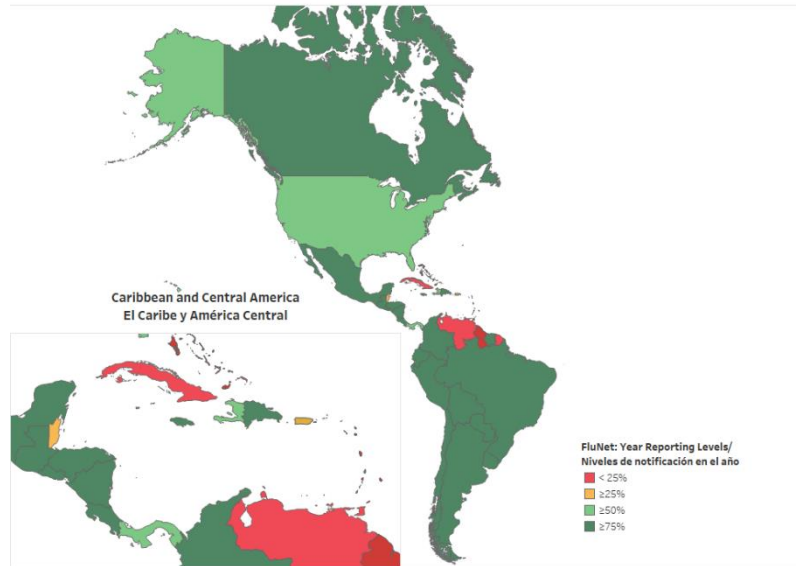 Caribbean and Central America
El Caribe y América Central
FluNet: Year Reporting Levels/
Niveles de notificación en el año
< 25%
≥25%
≥50%
≥75%